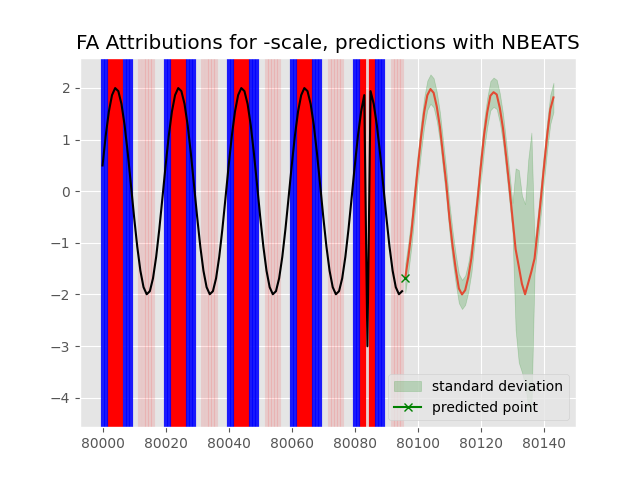 FA Attributions for -scale, predictions with NBEATS
2
1
0
−1
−2
−3
−4
standard deviation
predicted point
80000 80020 80040 80060 80080 80100 80120 80140